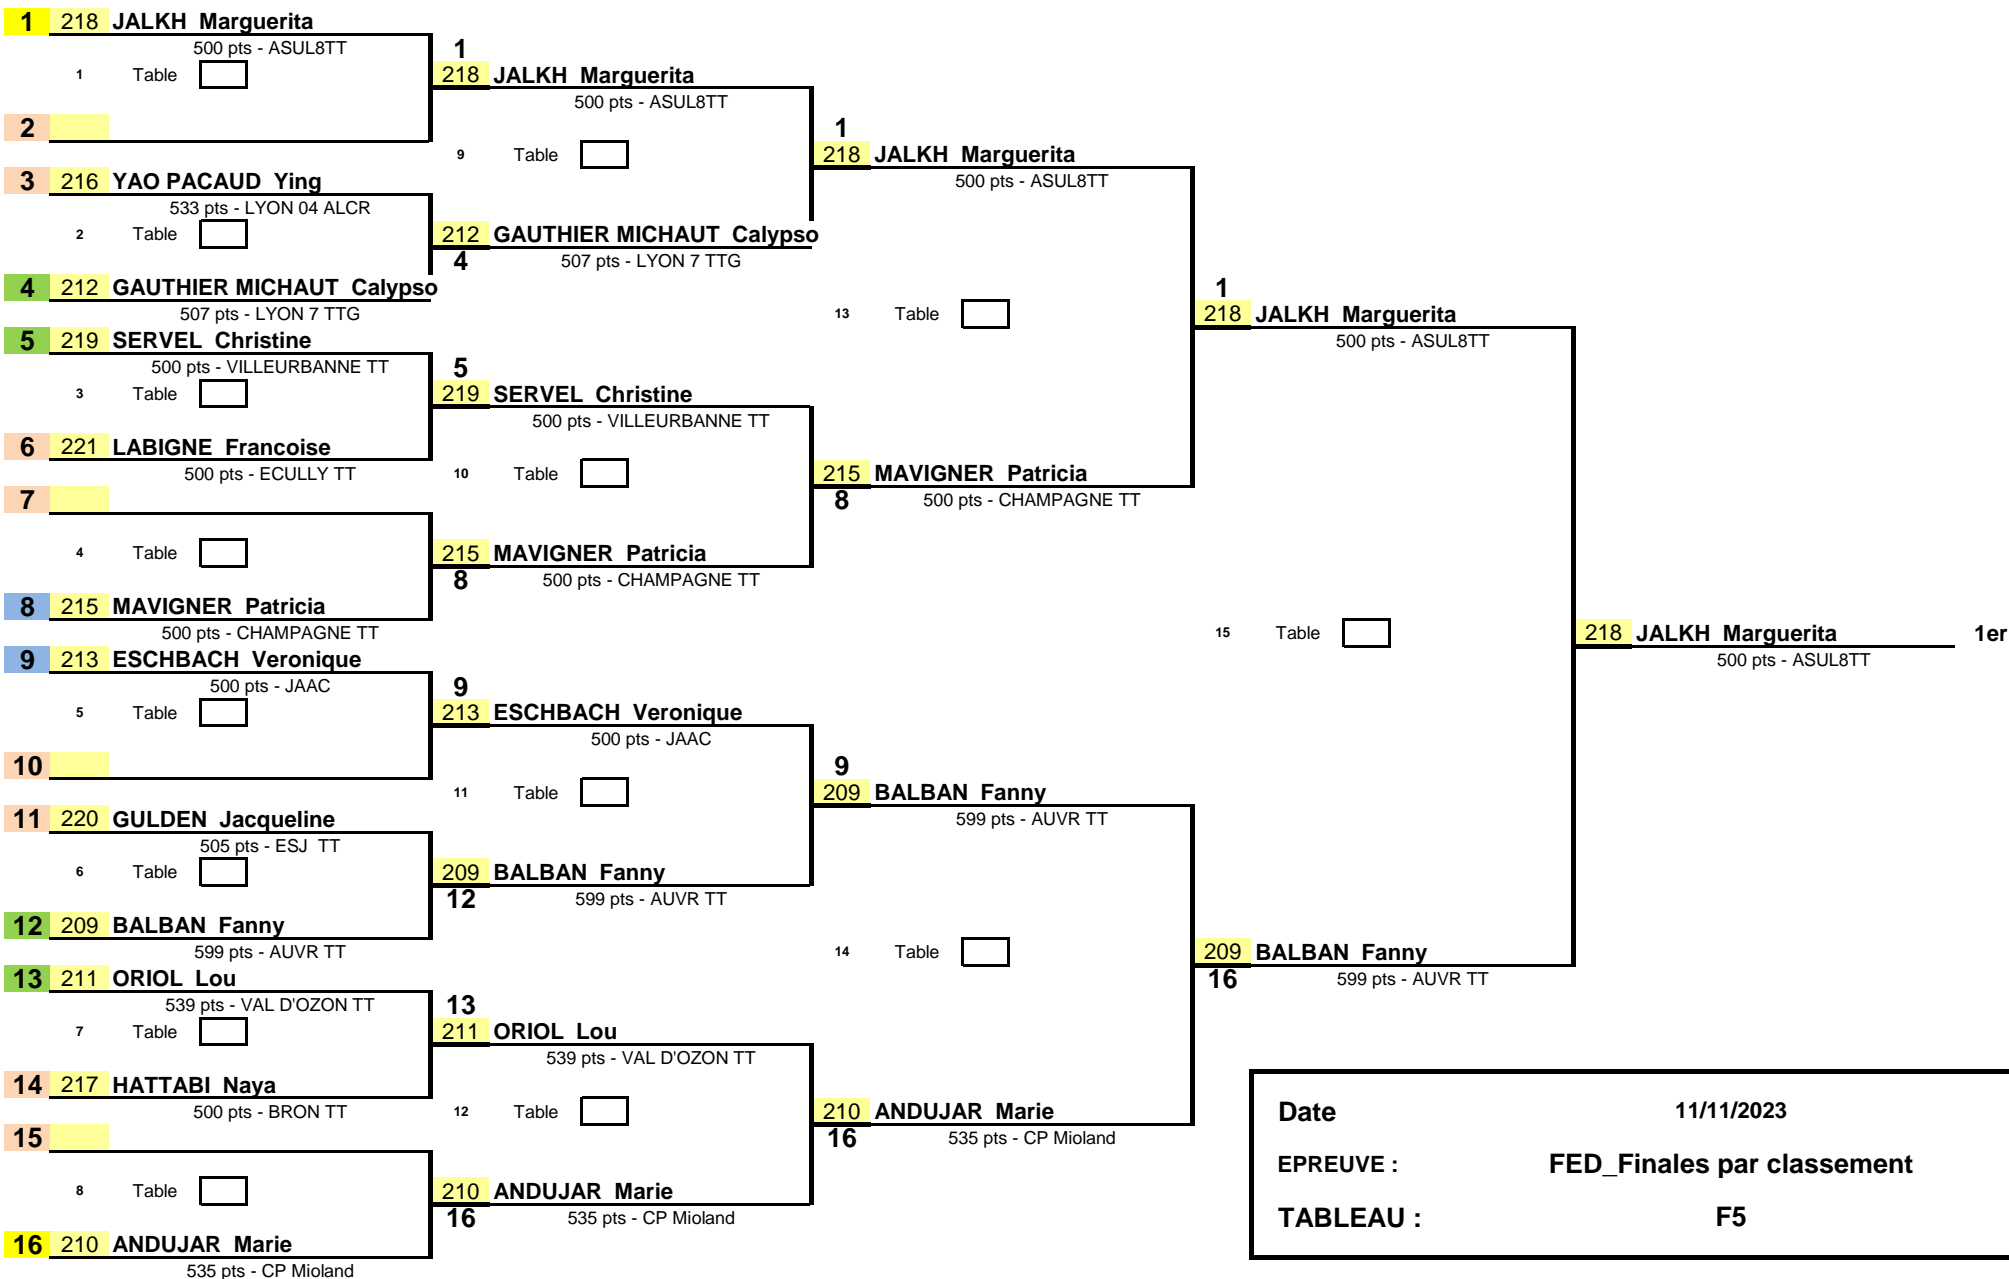 1 218 JALKH Marguerita
500 pts - ASUL8TT
1 Table
2
3 216 YAO PACAUD Ying
533 pts - LYON 04 ALCR
2 Table
4 212 GAUTHIER MICHAUT Calypso
507 pts - LYON 7 TTG
5 219 SERVEL Christine
500 pts - VILLEURBANNE TT
3 Table
6 221 LABIGNE Francoise
500 pts - ECULLY TT
7
4 Table
8 215 MAVIGNER Patricia
500 pts - CHAMPAGNE TT
9 213 ESCHBACH Veronique
500 pts - JAAC
5 Table
10
11 220 GULDEN Jacqueline
505 pts - ESJ TT
6 Table
12 209 BALBAN Fanny
599 pts - AUVR TT
13 211 ORIOL Lou
539 pts - VAL D'OZON TT
7 Table
14 217 HATTABI Naya
500 pts - BRON TT
15
8 Table
16 210 ANDUJAR Marie
535 pts - CP Mioland
1
218 JALKH Marguerita
500 pts - ASUL8TT
9 Table
212 GAUTHIER MICHAUT Calypso
4 507 pts - LYON 7 TTG
5
219 SERVEL Christine
500 pts - VILLEURBANNE TT
10 Table
215 MAVIGNER Patricia
8 500 pts - CHAMPAGNE TT
9
213 ESCHBACH Veronique
500 pts - JAAC
11 Table
209 BALBAN Fanny
12 599 pts - AUVR TT
13
211 ORIOL Lou
539 pts - VAL D'OZON TT
12 Table
210 ANDUJAR Marie
16 535 pts - CP Mioland
1
218 JALKH Marguerita
500 pts - ASUL8TT
13 Table
215 MAVIGNER Patricia
8 500 pts - CHAMPAGNE TT
9
209 BALBAN Fanny
599 pts - AUVR TT
14 Table
210 ANDUJAR Marie
16 535 pts - CP Mioland
1
218 JALKH Marguerita
500 pts - ASUL8TT
15 Table
209 BALBAN Fanny
16 599 pts - AUVR TT
218 JALKH Marguerita 1er
500 pts - ASUL8TT
Date 11/11/2023
EPREUVE : FED_Finales par classement
TABLEAU : F5